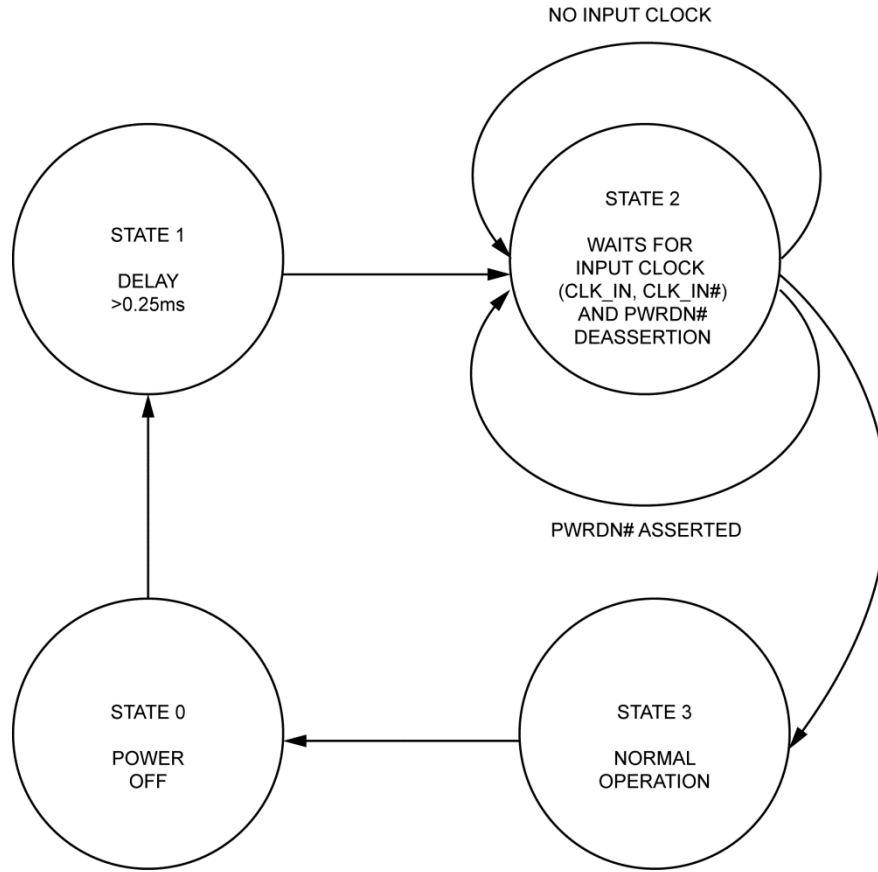 NO INPUT CLOCK
STATE 1
DELAY
>0.25ms
STATE 2
WAITS FOR
INPUT CLOCK
(CLK_IN, CLK_IN#)
AND PWRDN#
DEASSERTION
PWRDN# ASSERTED
STATE 0
POWER
OFF
STATE 3
NORMAL
OPERATION